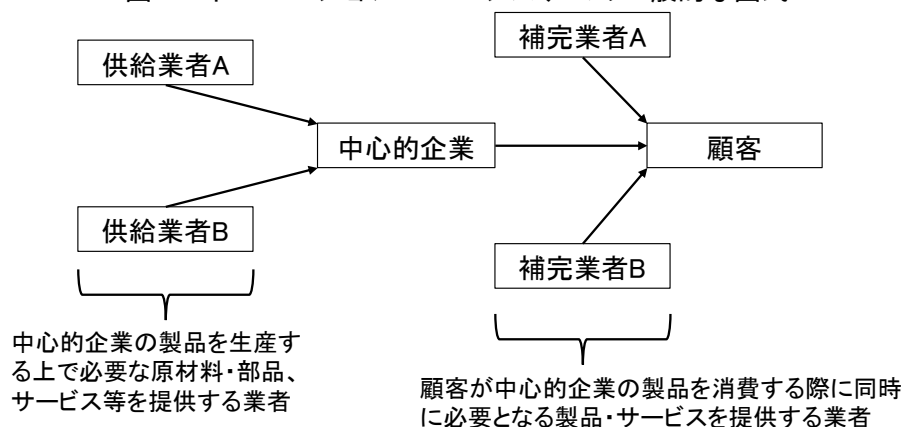 供給業者A
補完業者A
中心的企業
顧客
供給業者B
補完業者B
中心的企業の製品を生産す
る上で必要な原材料・部品、
サービス等を提供する業者
顧客が中心的企業の製品を消費する際に同時
に必要となる製品・サービスを提供する業者